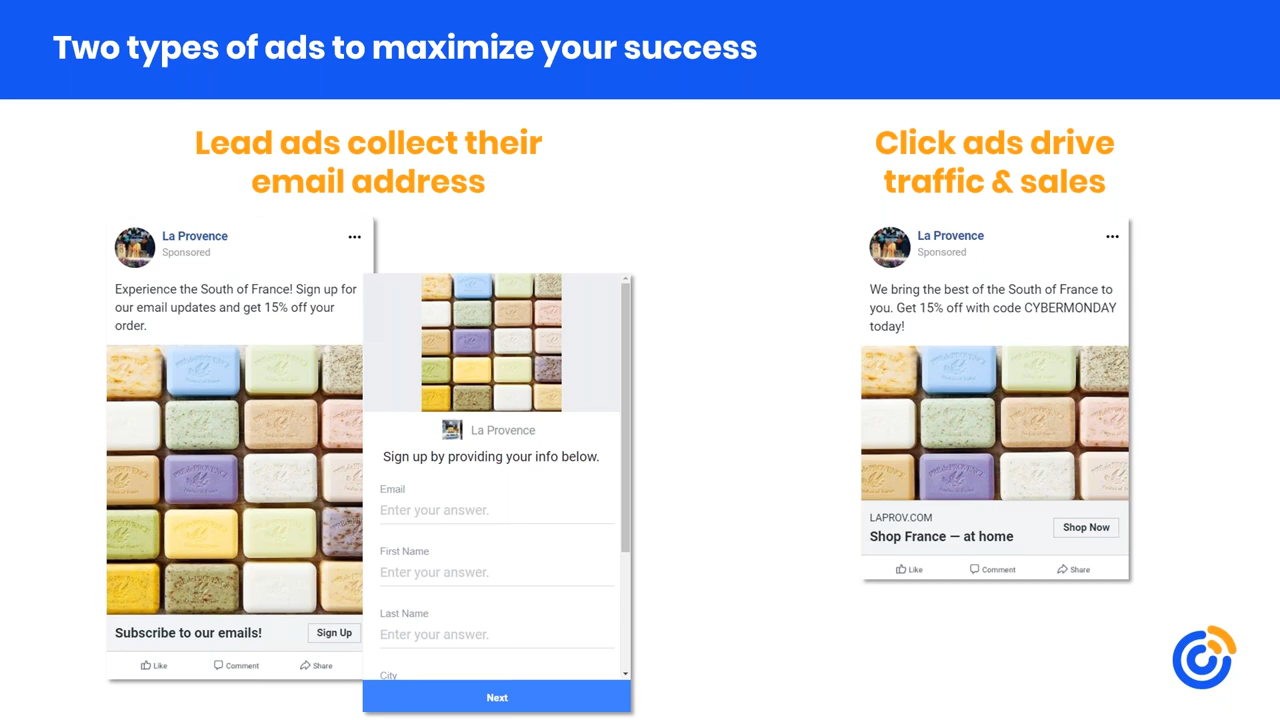 Two types of ads to maximize your success
Lead ads collect their
email address
La Provence
Sponsored
Experience the South of France! Sign up for
our email updates and get 15% off your
order.
Subscribe to our emails!
Sign Up
Like
Comment
Share
La Provence
Sign up by providing your info below.
Email
Enter your answer.
First Name
Enter your answer.
Last Name
Enter your answer.
City
Next
Click ads drive
traffic & sales
La Provence
Sponsored
We bring the best of the South of France to
you. Get 15% off with code CYBERMONDAY
today!
LAPROV.COM
Shop France — at home
Shop Now
Like
Comment
Share